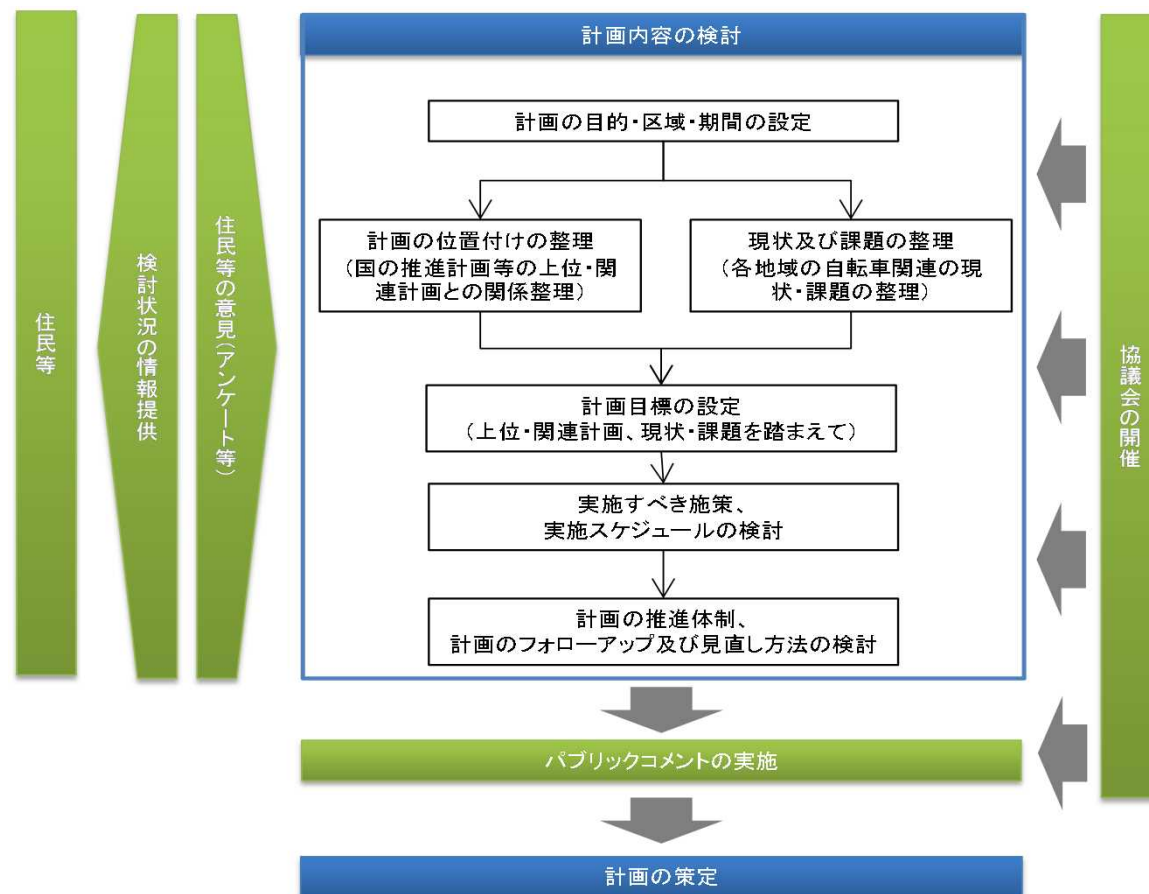 計画内容の検討
計画の目的・区域・期間の設定
計画の位置付けの整理
（国の推進計画等の上位・関
連計画との関係整理）
現状及び課題の整理
（各地域の自転車関連の現
状・課題の整理）
計画目標の設定
（上位・関連計画、現状・課題を踏まえて）
実施すべき施策、
実施スケジュールの検討
計画の推進体制、
計画のフォローアップ及び見直し方法の検討
パブリックコメントの実施
計画の策定
住民等
検討状況の情報提供
住民等の意見（アンケート等）
協議会の開催